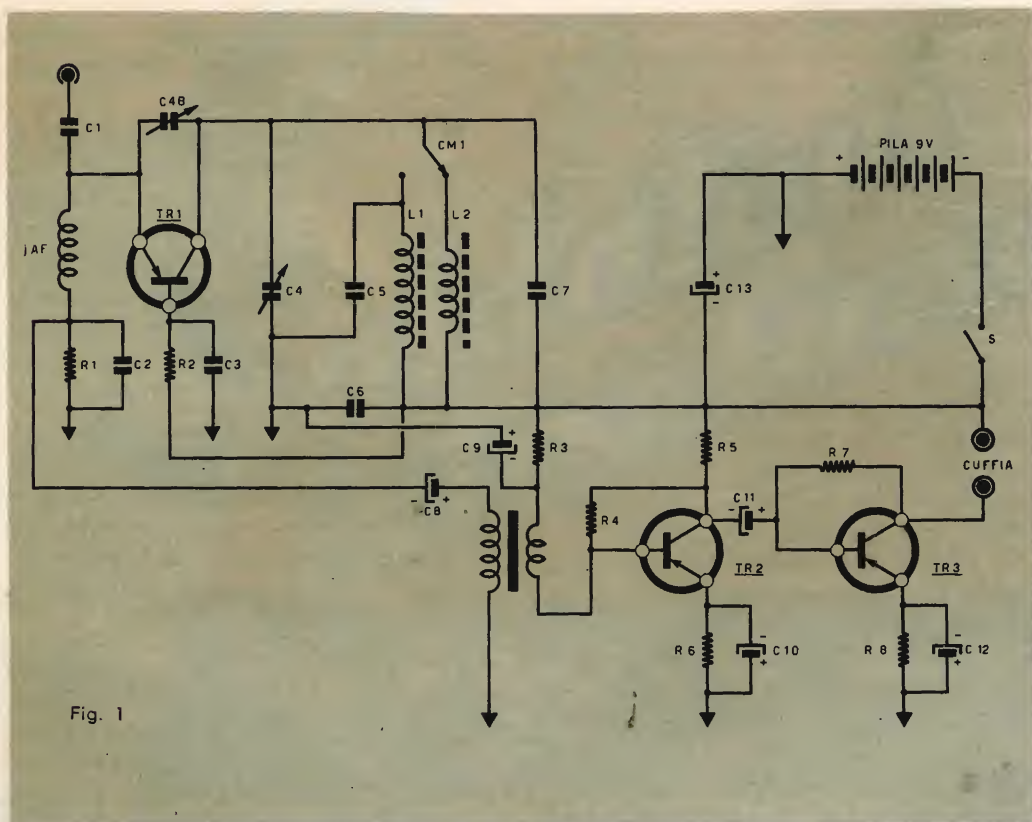 C1
C4B
CM1
PILA 9V
+
-
TR1
L1
L2
JAF
C4
C5
C7
+
C13
-
S
R1
C2
R2
C3
C6
+
C9
-
R3
R5
R7
CUFFIA
C11
-
+
-
C8
+
R4
TR2
TR3
R6
-
C10
+
R8
-
C12
+
Fig. 1